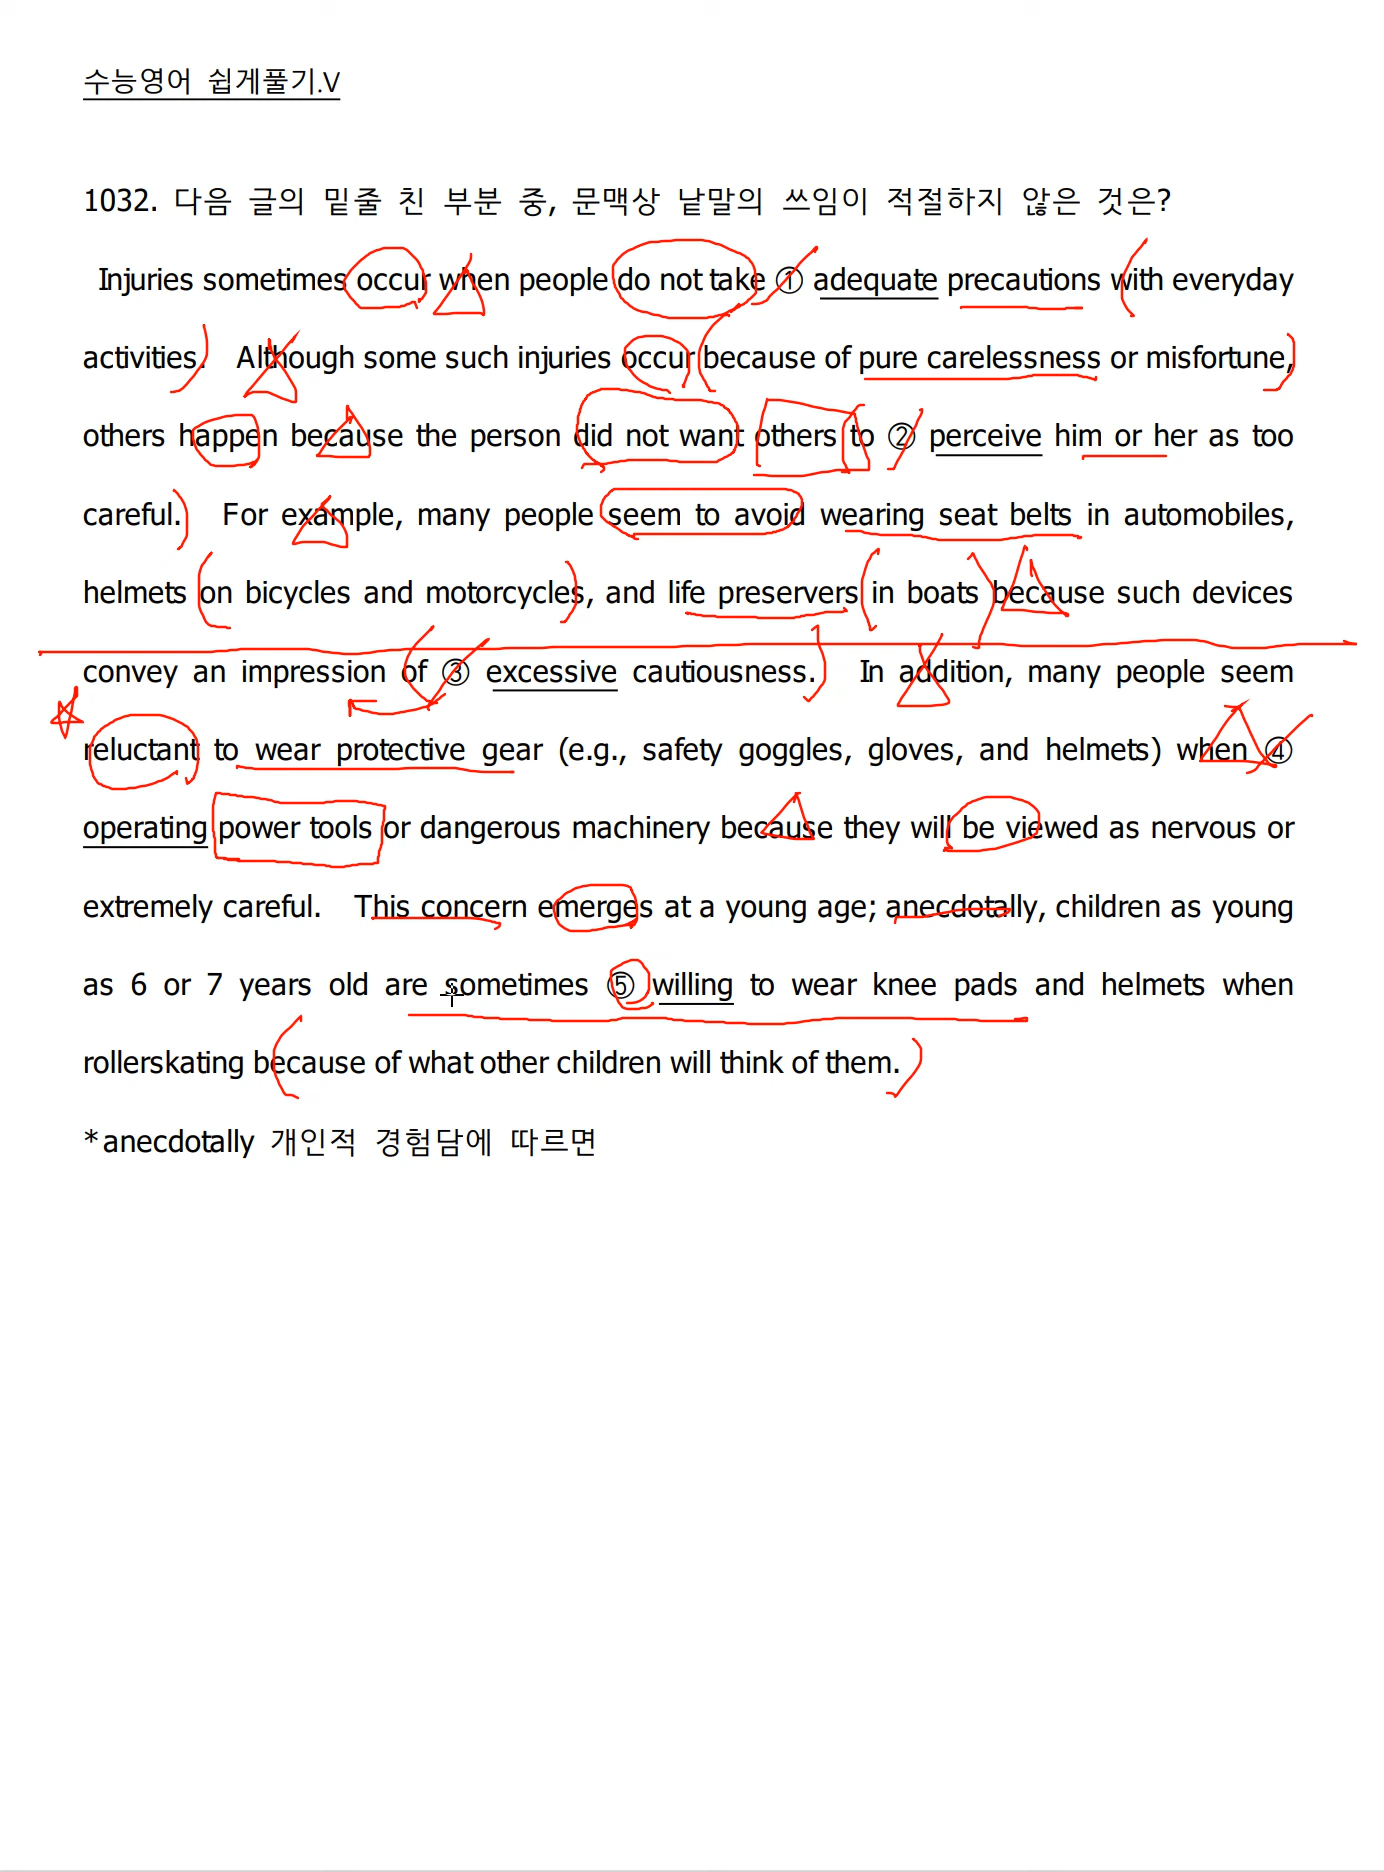 수능영어 쉽게풀기.V
1032. 다음 글의 밑줄 친 부분 중, 문맥상 낱말의 쓰임이 적절하지 않은 것은?
Injuries sometimes occur when people do not take ① adequate precautions with everyday
activities. Although some such injuries occur because of pure carelessness or misfortune,
others happen because the person did not want others to ② perceive him or her as too
careful. For example, many people seem to avoid wearing seat belts in automobiles,
helmets on bicycles and motorcycles, and life preservers in boats because such devices
convey an impression of ③ excessive cautiousness. In addition, many people seem
reluctant to wear protective gear (e.g., safety goggles, gloves, and helmets) when ④
operating power tools or dangerous machinery because they will be viewed as nervous or
extremely careful. This concern emerges at a young age; anecdotally, children as young
as 6 or 7 years old are sometimes ⑤ willing to wear knee pads and helmets when
rollerskating because of what other children will think of them.
*anecdotally 개인적 경험담에 따르면